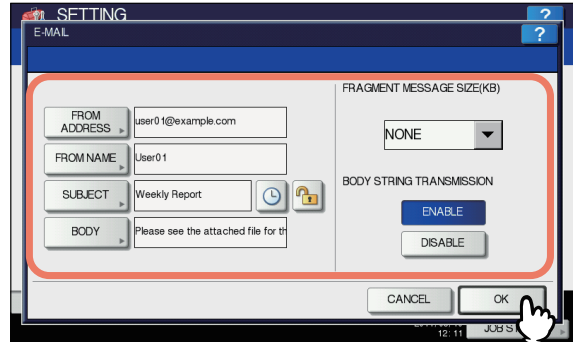 SETTING
?
E-MAIL
?
FROM
ADDRESS
user01@example.com
FROM NAME
User01
SUBJECT
Weekly Report
BODY
Please see the attached file for th
FRAGMENT MESSAGE SIZE(KB)
NONE
BODY STRING TRANSMISSION
ENABLE
DISABLE
CANCEL
OK
12:11
JOB S